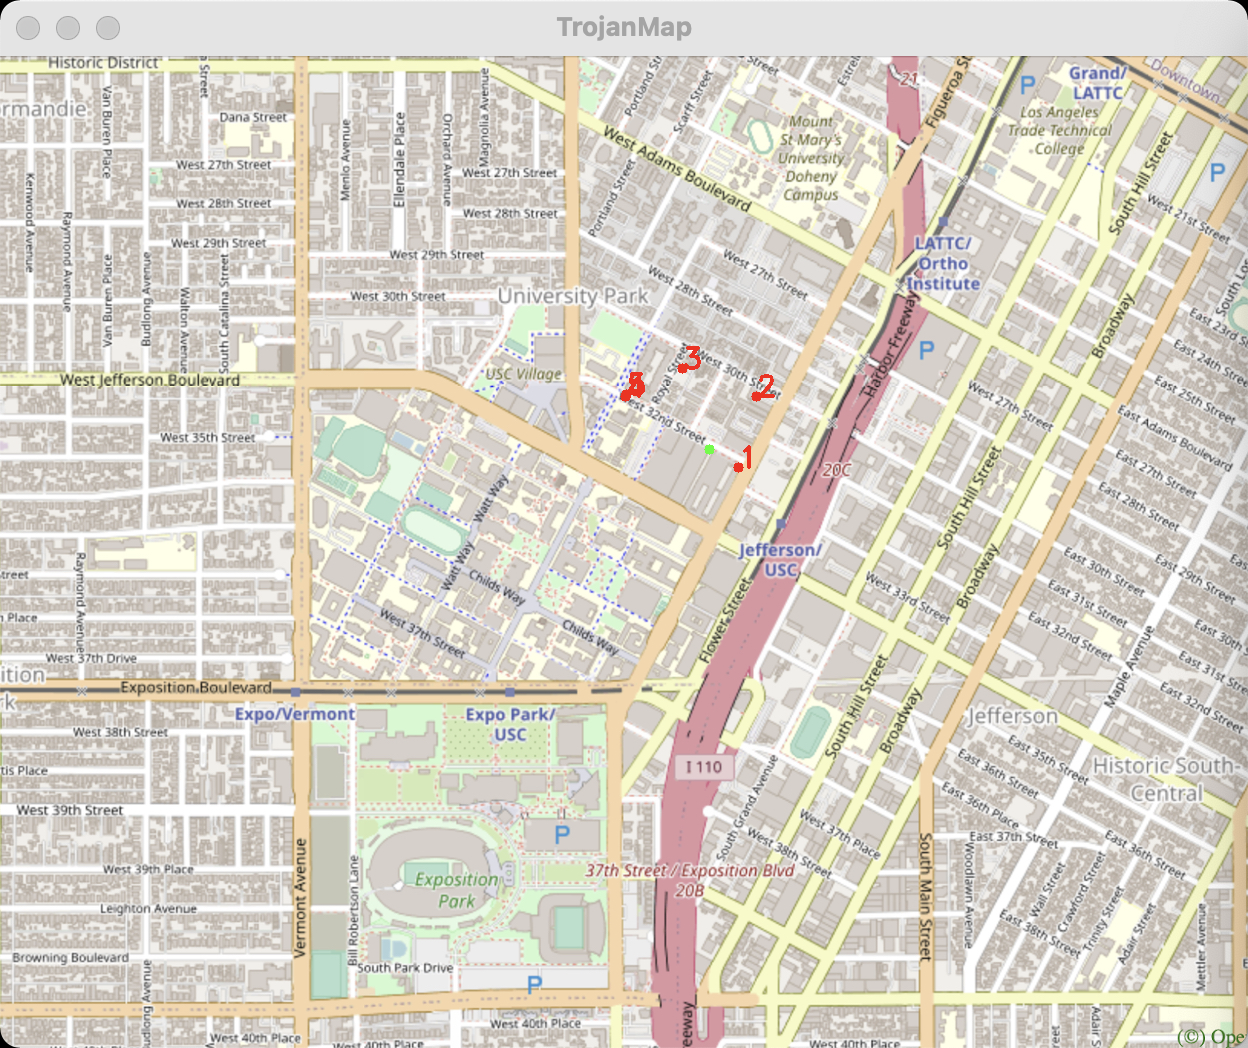 TrojanMap
Historic District
Street
Portland St
Scarff Street
Street
Estre
21
Figueroa St
Grand/
LATTC
Downtown
P
P
rmandie
Van Buren Place
Dana Street
Menlo Avenue
Ellendale Place
Orchard Avenue
Magnolia Avenue
West Adams Boulevard
Mount
St Mary's
University
Doheny
Campus
Los Angeles
Trade Technical
College
South Hill Street
West 27th Street
West 27th Street
Kenwood Avenue
Raymond Avenue
West 28th Street
West 28th Street
Portland Street
West 21st Street
West 29th Street
West 29th Street
West 27th Street
LATTC/
Ortho
Institute
Van Buren Place
Budlong Avenue
Walton Avenue
South Catalina Street
West 30th Street
University Park
West 28th Street
Harbor Freeway
P
Broadway
South Los
East 23rd Street
East 24th Street
East 25th Street
West Jefferson Boulevard
USC Village
5
Royal Street
3
West 30th Street
2
West 27th Street
East Adams Boulevard
West 32nd Street
1
West 35th Street
20C
South Hill Street
East 27th Street
East 28th Street
East 29th Street
East 30th Street
Watt Way
Watt Way
Childs Way
Childs Way
West 37th Street
Jefferson/
USC
Flower Street
West 33rd Street
Broadway
East 30th Street
East 31st Street
East 32nd Street
East 31st Street
East 32nd Street
Maple Avenue
treet
Raymond Avenue
h Place
West 37th Drive
ition
rk
Exposition Boulevard
Expo/Vermont
Expo Park/
USC
South Hill Street
Broadway
Jefferson
Historic South-
Central
West 38th Street
tis Place
I 110
East 35th Street
East 36th Street
East 36th Place
West 39th Street
P
South Grand Avenue
West 37th Place
West 38th Street
East 37th Street
East 36th Street
West 39th Place
Vermont Avenue
Bill Robertson Lane
Exposition
Park
37th Street / Exposition Blvd
20B
South Main Street
Woodlawn Avenue
Wall Street
Crawford Street
Trinity Street
Adair Street
East 38th Street
Mettler Avenue
Leighton Avenue
Browning Boulevard
South Park Drive
P
udlong Avenue
West 40th Place
West 40th Place
eeway
West 40th Place
Street
Adair S
(©) Ope